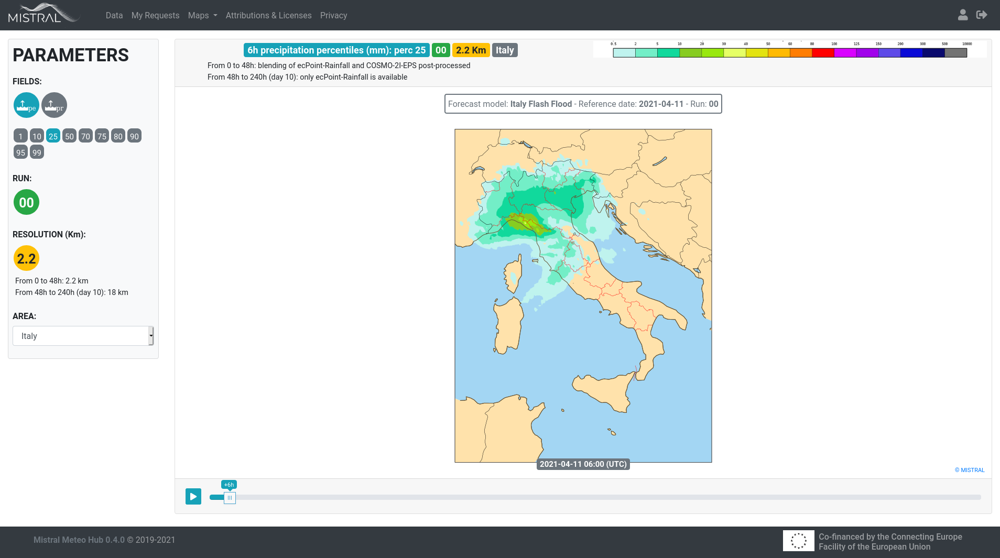 MISTRAL
Data My Requests Maps Attributions & Licenses Privacy
PARAMETERS
FIELDS:
pe pr
1 10 25 50 70 75 80 90
95 99
RUN:
00
RESOLUTION (Km):
2.2
From 0 to 48h: 2.2 km
From 48h to 240h (day 10): 18 km
AREA:
Italy
6h precipitation percentiles (mm): perc 25 00 2.2 Km Italy
From 0 to 48h: blending of ecPoint-Rainfall and COSMO-2I-EPS post-processed
From 48h to 240h (day 10): only ecPoint-Rainfall is available
0.5 2 5 10 20 30 40 50 60 80 100 125 150 200 300 500 10000
Forecast model: Italy Flash Flood - Reference date: 2021-04-11 - Run: 00
2021-04-11 06:00 (UTC)
© MISTRAL
+6h
Mistral Meteo Hub 0.4.0 © 2019-2021
Co-financed by the Connecting Europe
Facility of the European Union